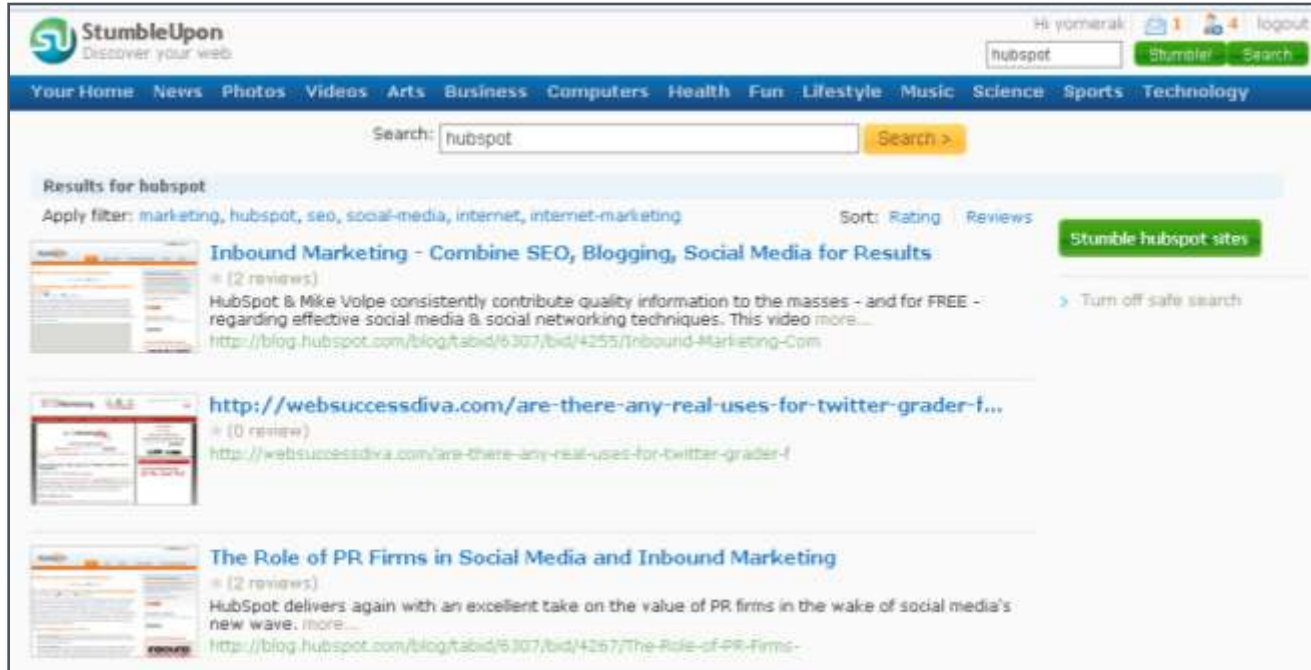 StumbleUpon
Discover your web
Hi yomerak 1 4 logout
hubspot Stumble! Search
Your Home News Photos Videos Arts Business Computers Health Fun Lifestyle Music Science Sports Technology
Search: hubspot Search >
Results for hubspot
Apply filter: marketing, hubspot, seo, social-media, internet, internet-marketing Sort: Rating Reviews
Stumble hubspot sites
Turn off safe search
Inbound Marketing - Combine SEO, Blogging, Social Media for Results
(2 reviews)
HubSpot & Mike Volpe consistently contribute quality information to the masses - and for FREE -
regarding effective social media & social networking techniques. This video more...
http://blog.hubspot.com/blog/tabid/6307/bid/4255/Inbound-Marketing-Com
http://websuccessdiva.com/are-there-any-real-uses-for-twitter-grader-f...
(0 review)
http://websuccessdiva.com/are-there-any-real-uses-for-twitter-grader-f
The Role of PR Firms in Social Media and Inbound Marketing
(2 reviews)
HubSpot delivers again with an excellent take on the value of PR firms in the wake of social media's
new wave. more...
http://blog.hubspot.com/blog/tabid/6307/bid/4267/The-Role-of-PR-Firms-